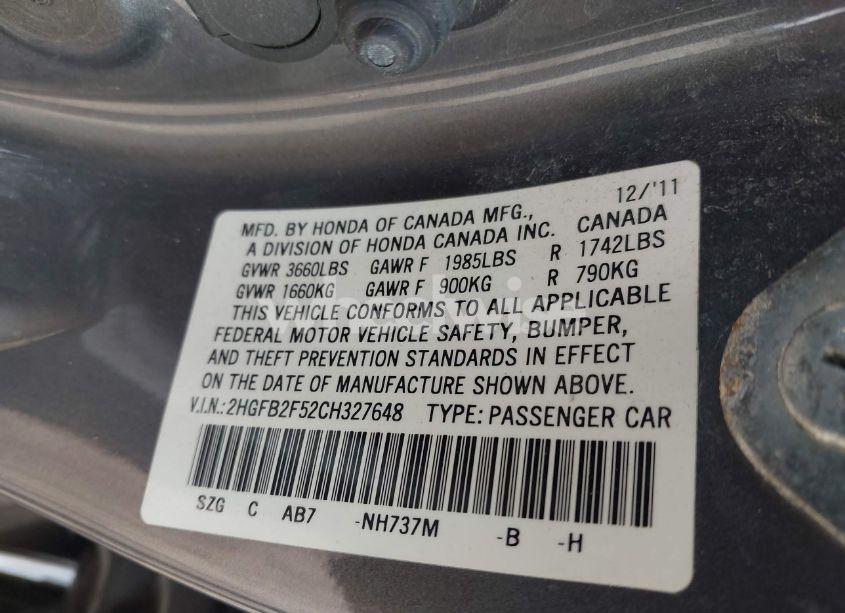 12/'11
MFD. BY HONDA OF CANADA MFG., CANADA
A DIVISION OF HONDA CANADA INC.
GVWR 3660LBS GAWR F 1985LBS R 1742LBS
GVWR 1660KG GAWR F 900KG R 790KG
THIS VEHICLE CONFORMS TO ALL APPLICABLE
FEDERAL MOTOR VEHICLE SAFETY, BUMPER,
AND THEFT PREVENTION STANDARDS IN EFFECT
ON THE DATE OF MANUFACTURE SHOWN ABOVE.
V.I.N.:2HGFB2F52CH327648 TYPE: PASSENGER CAR
SZG C AB7 -NH737M -B -H